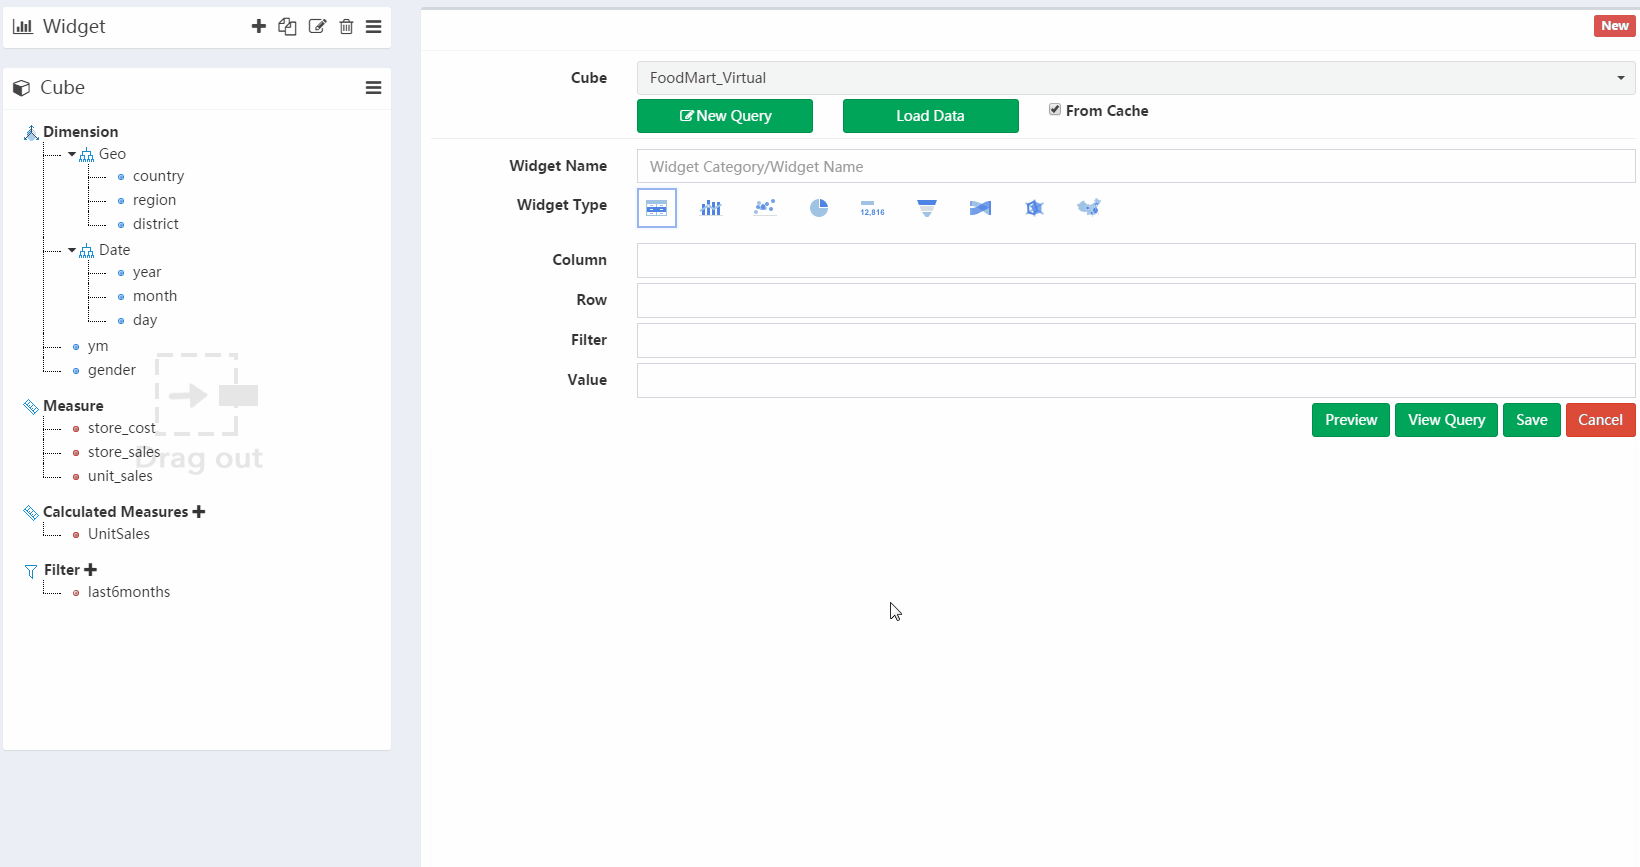 Widget
Cube
Dimension
Geo
country
region
district
Date
year
month
day
ym
gender
Measure
store_cost
store_sales
Drag out
unit_sales
Calculated Measures
UnitSales
Filter
last6months
New
Cube FoodMart_Virtual
New Query Load Data From Cache
Widget Name Widget Category/Widget Name
Widget Type 12,816
Column
Row
Filter
Value
Preview View Query Save Cancel